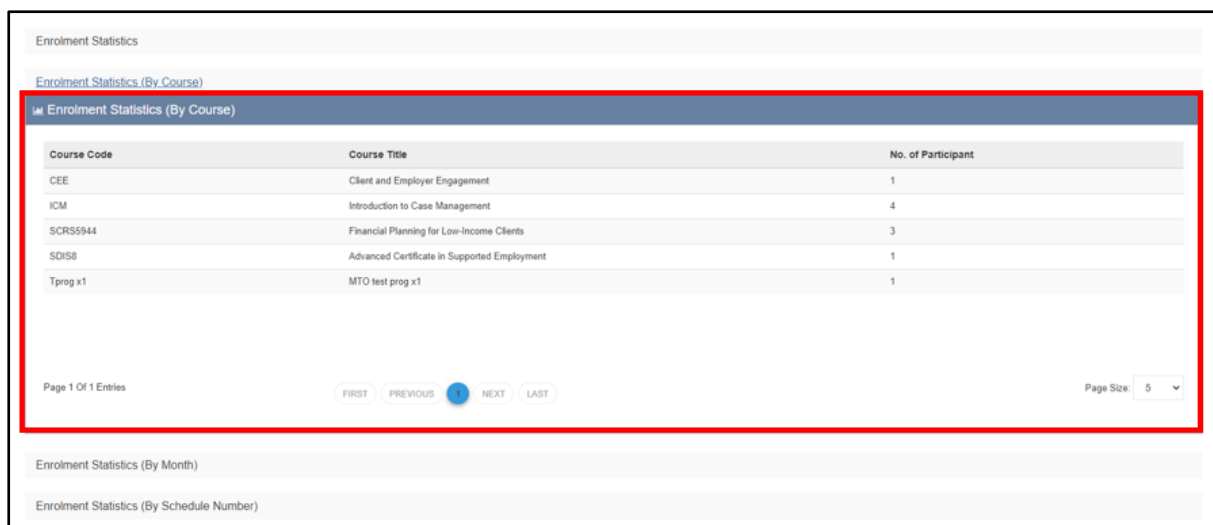 Enrolment Statistics
Enrolment Statistics (By Course)
Enrolment Statistics (By Course)
Course Code Course Title No. of Participant
CEE Client and Employer Engagement 1
ICM Introduction to Case Management 4
SCRS5944 Financial Planning for Low-Income Clients 3
SDIS8 Advanced Certificate in Supported Employment 1
Tprog x1 MTO test prog x1 1
Page 1 Of 1 Entries FIRST PREVIOUS 1 NEXT LAST Page Size: 5
Enrolment Statistics (By Month)
Enrolment Statistics (By Schedule Number)